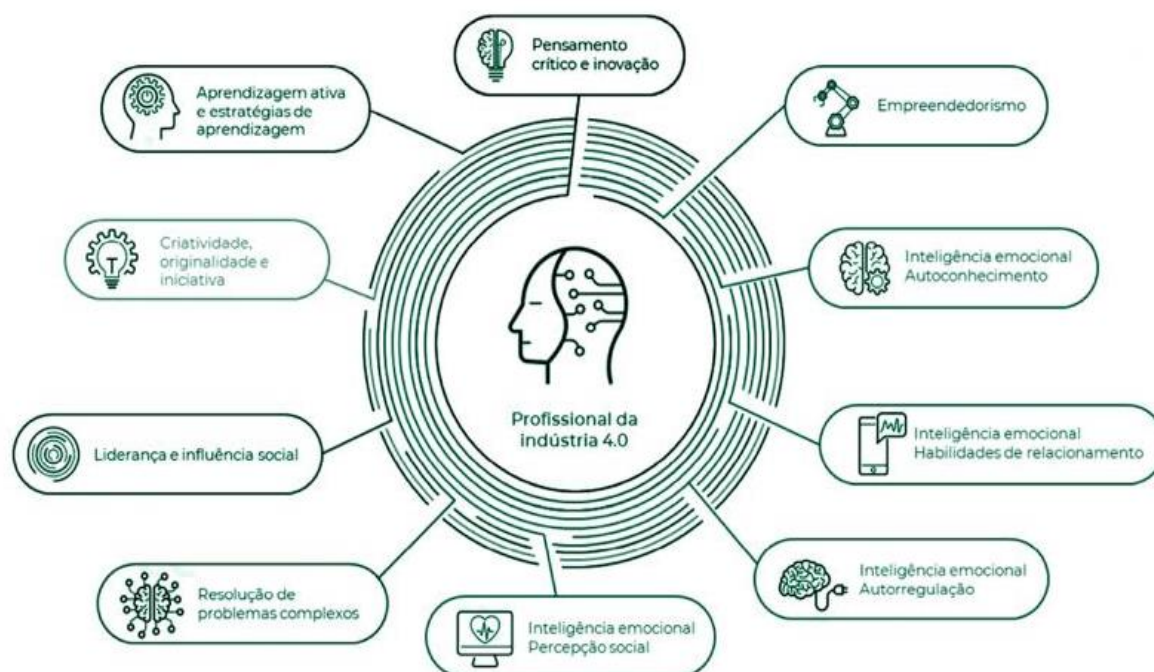 Pensamento
crítico e inovação
Empreendedorismo
Inteligência emocional
Autoconhecimento
Inteligência emocional
Habilidades de relacionamento
Inteligência emocional
Autorregulação
Inteligência emocional
Percepção social
Resolução de
problemas complexos
Liderança e influência social
Criatividade,
originalidade e
iniciativa
Aprendizagem ativa
e estratégias de
aprendizagem
Profissional da
indústria 4.0